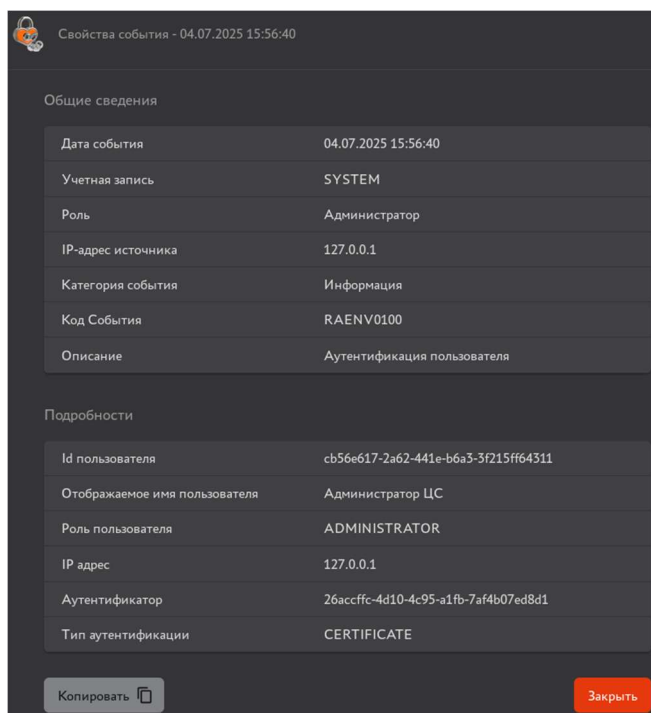 Свойства события - 04.07.2025 15:56:40
Общие сведения
Дата события 04.07.2025 15:56:40
Учетная запись SYSTEM
Роль Администратор
IP-адрес источника 127.0.0.1
Категория события Информация
Код События RAENV0100
Описание Аутентификация пользователя
Подробности
Id пользователя cb56e617-2a62-441e-b6a3-3f215ff64311
Отображаемое имя пользователя Администратор ЦС
Роль пользователя ADMINISTRATOR
IP адрес 127.0.0.1
Аутентификатор 26accffc-4d10-4c95-a1fb-7af4b07ed8d1
Тип аутентификации CERTIFICATE
Копировать Закрыть